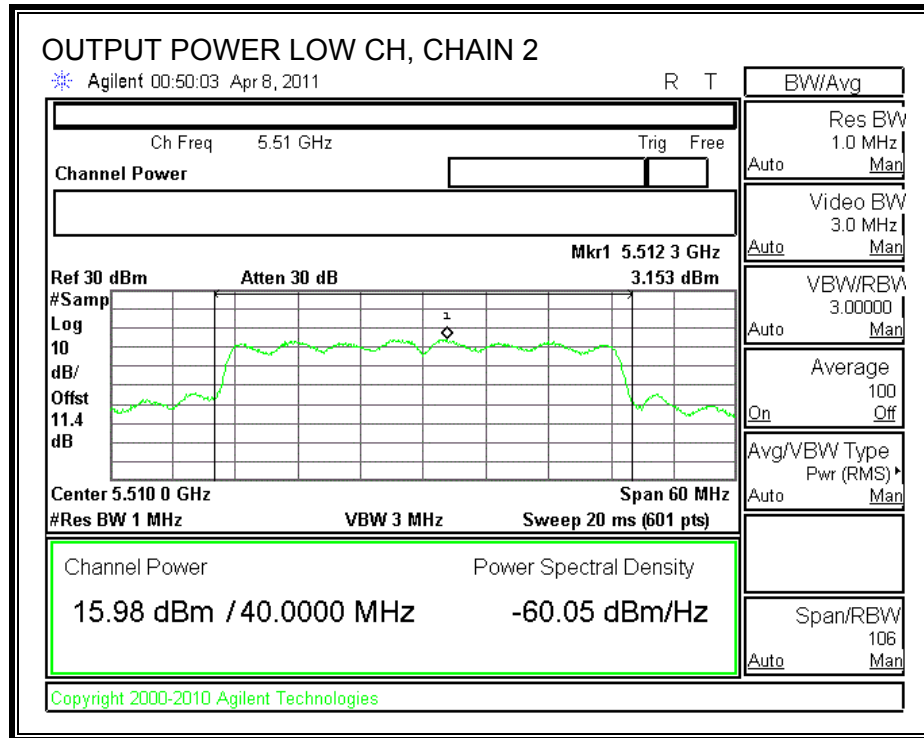 OUTPUT POWER LOW CH, CHAIN 2
Agilent 00:50:03 Apr 8, 2011 R T
BW/Avg
Ch Freq 5.51 GHz Trig Free
Channel Power
Res BW
1.0 MHz
Auto Man
Video BW
3.0 MHz
Auto Man
Mkr1 5.512 3 GHz
Ref 30 dBm Atten 30 dB 3.153 dBm
#Samp
Log
10
dB/
Offst
11.4
dB
1
VBW/RBW
3.00000
Auto Man
Average
100
On Off
Avg/VBW Type
Pwr (RMS)
Auto Man
Center 5.510 0 GHz Span 60 MHz
#Res BW 1 MHz VBW 3 MHz Sweep 20 ms (601 pts)
Channel Power Power Spectral Density
15.98 dBm / 40.0000 MHz -60.05 dBm/Hz
Span/RBW
106
Auto Man
Copyright 2000-2010 Agilent Technologies